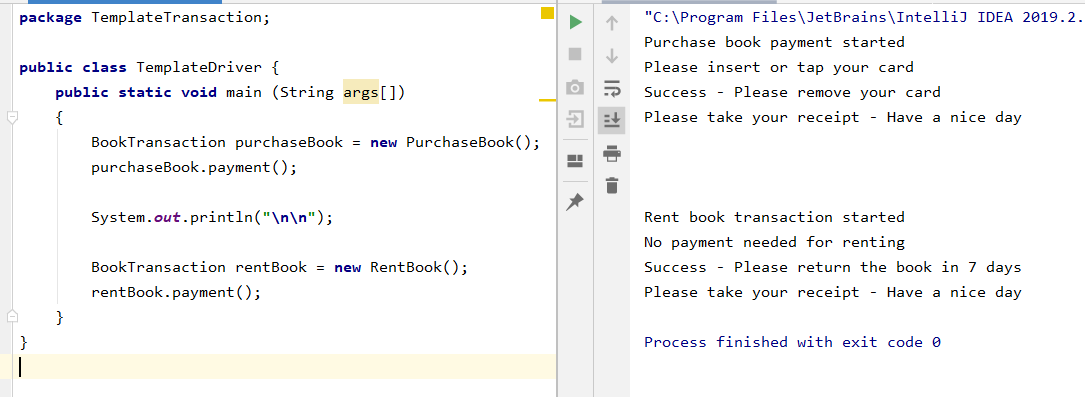 package TemplateTransaction;
public class TemplateDriver {
public static void main (String args[])
{
BookTransaction purchaseBook = new PurchaseBook();
purchaseBook.payment();
System.out.println("\n\n");
BookTransaction rentBook = new RentBook();
rentBook.payment();
}
}
"C:\Program Files\JetBrains\IntelliJ IDEA 2019.2.
Purchase book payment started
Please insert or tap your card
Success - Please remove your card
Please take your receipt - Have a nice day
Rent book transaction started
No payment needed for renting
Success - Please return the book in 7 days
Please take your receipt - Have a nice day
Process finished with exit code 0